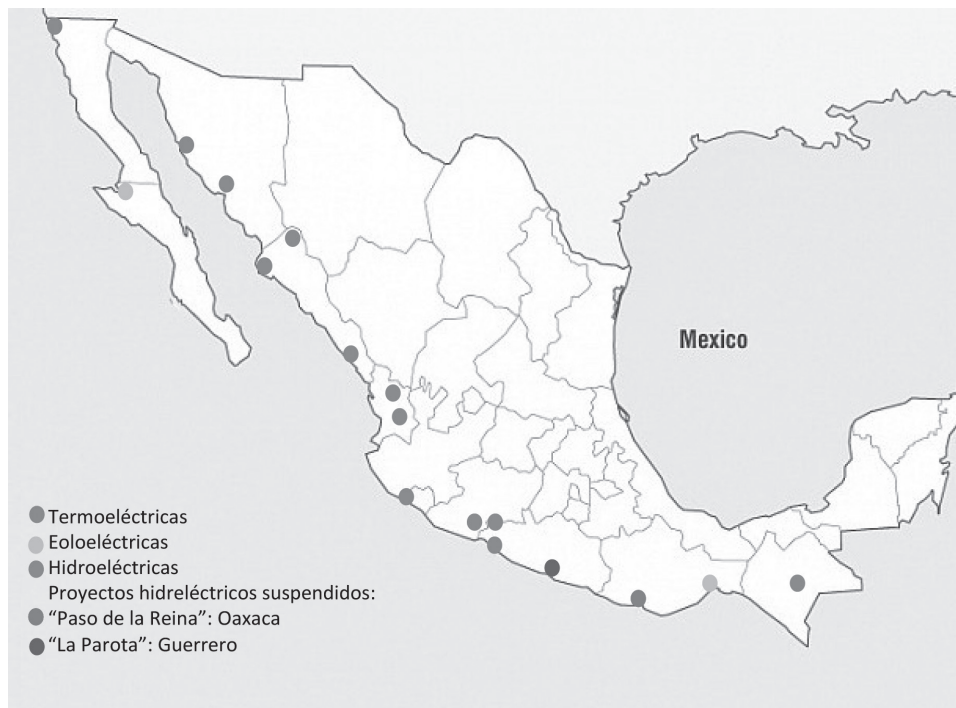 Mexico
Termoeléctricas
Eoloeléctricas
Hidroeléctricas
Proyectos hidreléctricos suspendidos:
“Paso de la Reina”: Oaxaca
“La Parota”: Guerrero